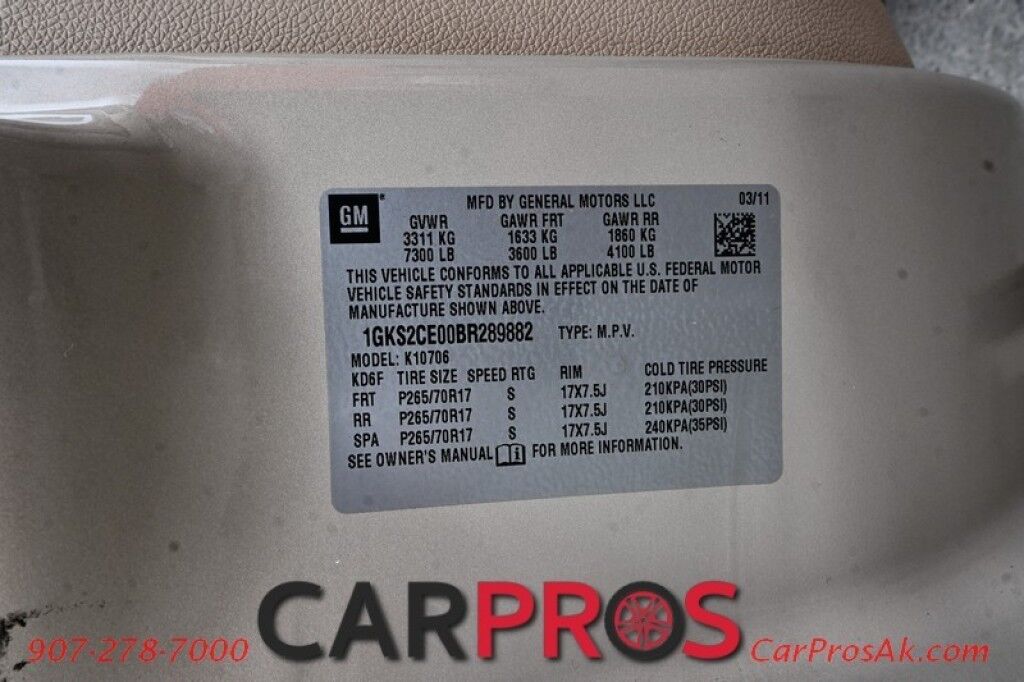 GM ® MFD BY GENERAL MOTORS LLC 03/11
GVWR GAWR FRT GAWR RR
3311 KG 1633 KG 1860 KG
7300 LB 3600 LB 4100 LB
THIS VEHICLE CONFORMS TO ALL APPLICABLE U.S. FEDERAL MOTOR
VEHICLE SAFETY STANDARDS IN EFFECT ON THE DATE OF
MANUFACTURE SHOWN ABOVE.
1GKS2CE00BR289882 TYPE: M.P.V.
MODEL: K10706
KD6F TIRE SIZE SPEED RTG RIM COLD TIRE PRESSURE
FRT P265/70R17 S 17X7.5J 210KPA(30PSI)
RR P265/70R17 S 17X7.5J 210KPA(30PSI)
SPA P265/70R17 S 17X7.5J 240KPA(35PSI)
SEE OWNER'S MANUAL i FOR MORE INFORMATION.
CARPROS
907-278-7000 CarProsAk.com